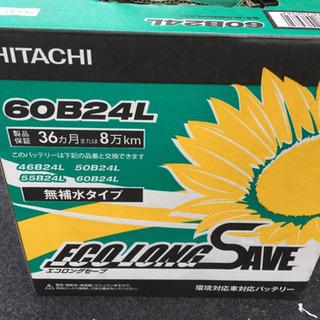 60B24L
HITACHI
60B24L
製品保証 36カ月または8万km
このバッテリーは下記の品番と交換できます
46B24L 50B24L
55B24L 60B24L
無補水タイプ
ECO LONG SAVE
エコロングセーブ
環境対応車対応バッテリー